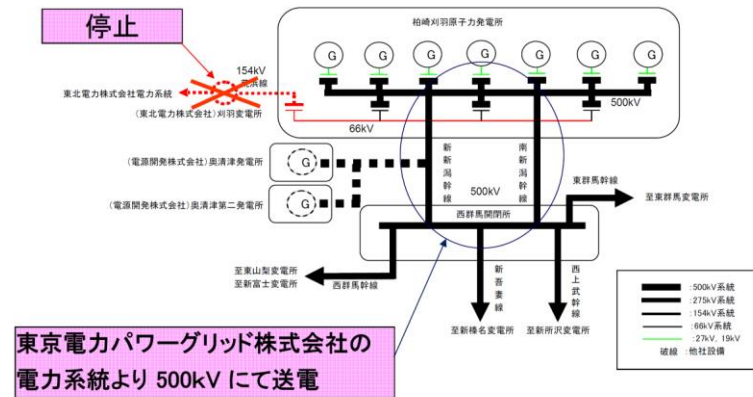 停止
柏崎刈羽原子力発電所
G
G
G
G
G
G
G
154kV
荒浜線
東北電力株式会社電力系統
(東北電力株式会社)刈羽変電所
66kV
500kV
(電源開発株式会社)奥清津発電所
G
(電源開発株式会社)奥清津第二発電所
G
新新潟幹線
500kV
南新潟幹線
東群馬幹線
至東群馬変電所
西群馬開閉所
至東山梨変電所
至新富士変電所
西群馬幹線
新吾妻線
西上武幹線
至新榛名変電所
至新所沢変電所
:500kV系統
:275kV系統
:154kV系統
:66kV系統
:27kV, 19kV
破線 : 他社設備
東京電力パワーグリッド株式会社の
電力系統より 500kV にて送電